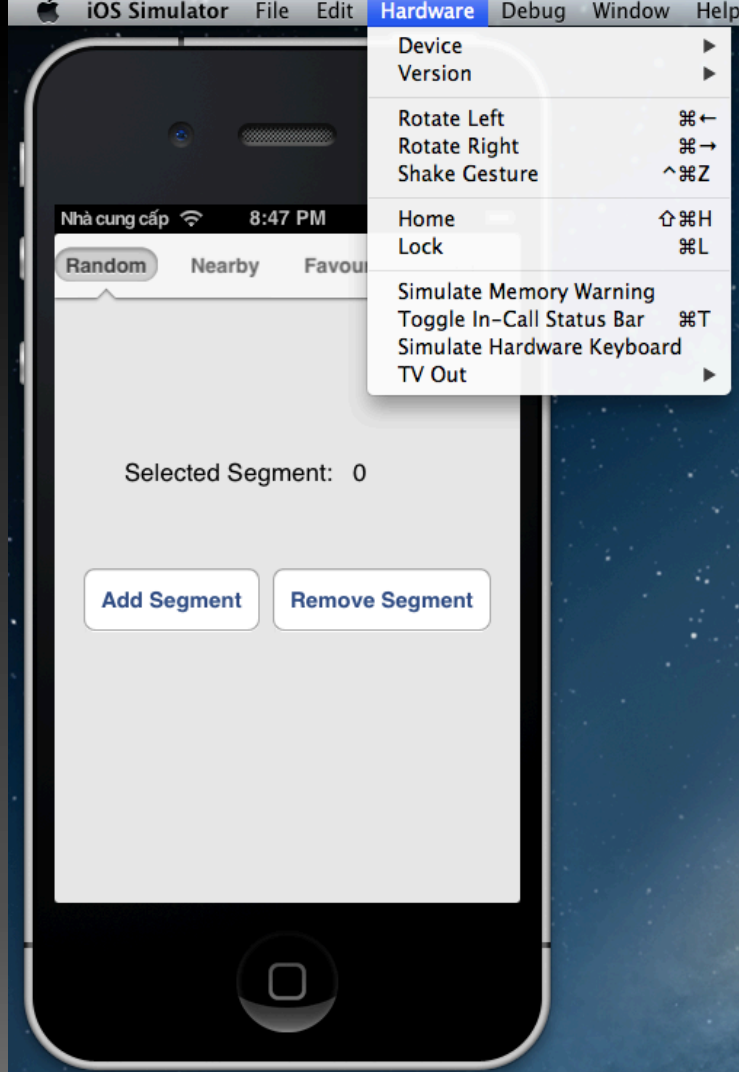 iOS Simulator File Edit Hardware Debug Window Help
Device
Version
Rotate Left ⌘←
Rotate Right ⌘→
Shake Gesture ^⌘Z
Home ⇧⌘H
Lock ⌘L
Simulate Memory Warning
Toggle In-Call Status Bar ⌘T
Simulate Hardware Keyboard
TV Out
Nhà cung cấp 8:47 PM
Random Nearby Favou
Selected Segment: 0
Add Segment Remove Segment